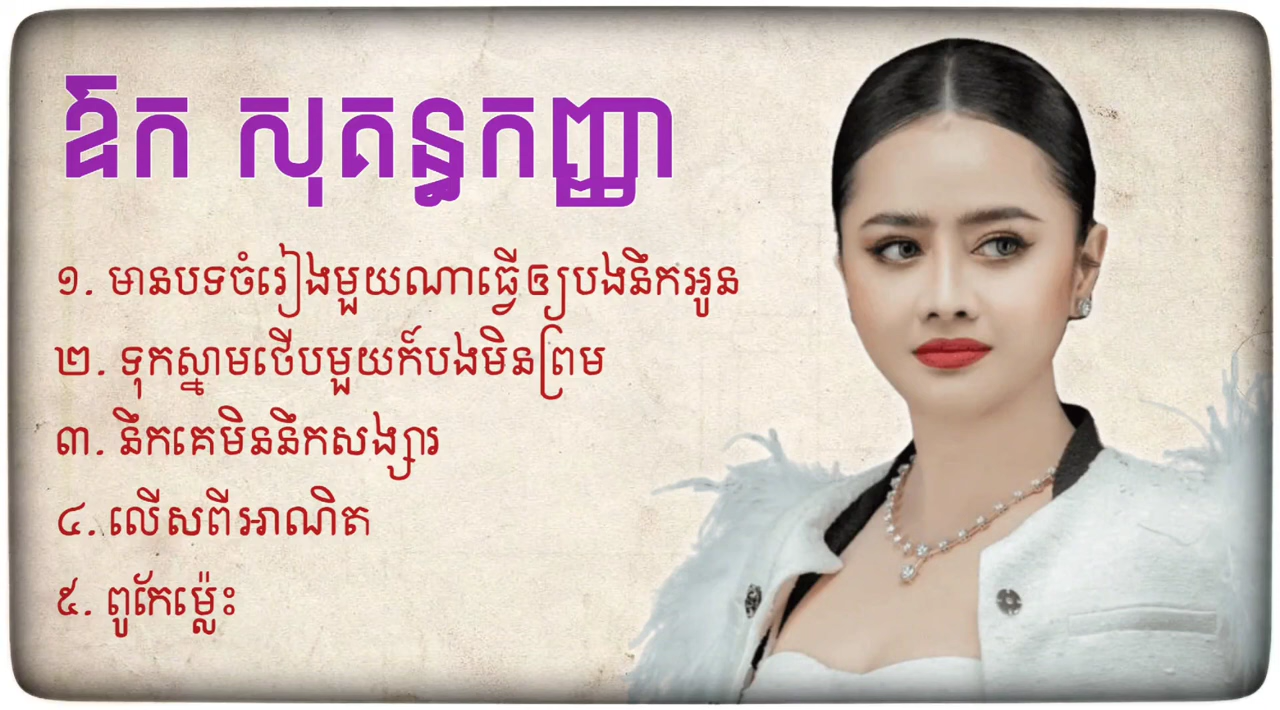 ឱក សុគន្ធកញ្ញា
១. មានបទចំរៀងមួយណាធ្វើឲ្យបងនឹកអូន
២. ទុកស្នាមថើបមួយក៏បងមិនព្រម
៣. នឹកគេមិននឹកសង្សារ
៤. លើសពីអាណិត
៥. ពូកែម្ល៉េះ